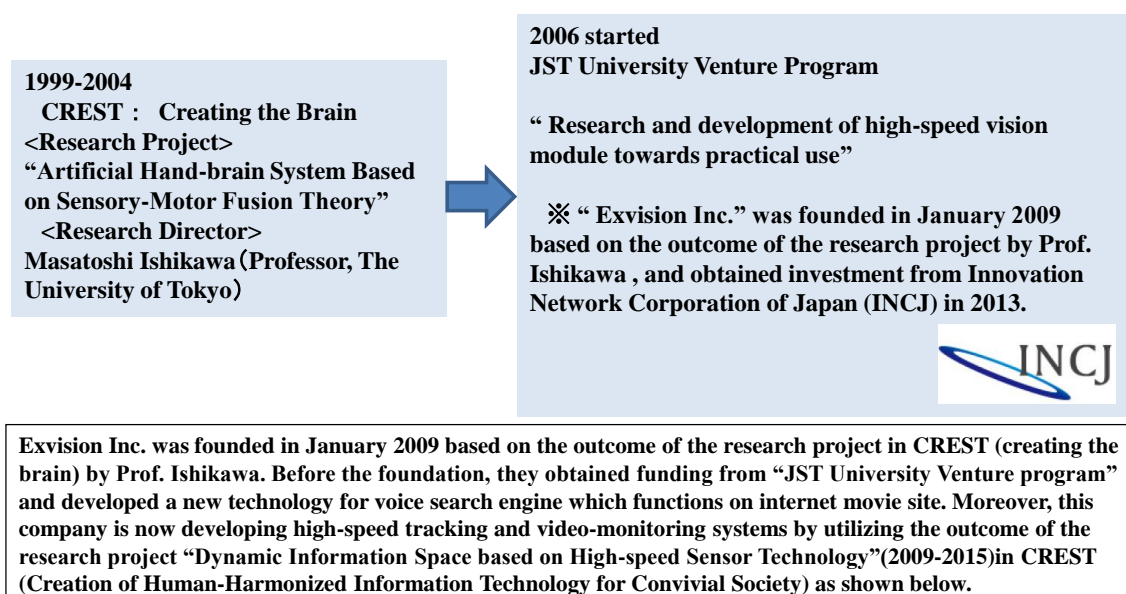 1999-2004
CREST : Creating the Brain
<Research Project>
“Artificial Hand-brain System Based
on Sensory-Motor Fusion Theory”
<Research Director>
Masatoshi Ishikawa（Professor, The
University of Tokyo）
2006 started
JST University Venture Program
“ Research and development of high-speed vision
module towards practical use”
※ “ Exvision Inc.” was founded in January 2009
based on the outcome of the research project by Prof.
Ishikawa , and obtained investment from Innovation
Network Corporation of Japan (INCJ) in 2013.
INCJ
Exvision Inc. was founded in January 2009 based on the outcome of the research project in CREST (creating the
brain) by Prof. Ishikawa. Before the foundation, they obtained funding from “JST University Venture program”
and developed a new technology for voice search engine which functions on internet movie site. Moreover, this
company is now developing high-speed tracking and video-monitoring systems by utilizing the outcome of the
research project “Dynamic Information Space based on High-speed Sensor Technology”(2009-2015)in CREST
(Creation of Human-Harmonized Information Technology for Convivial Society) as shown below.